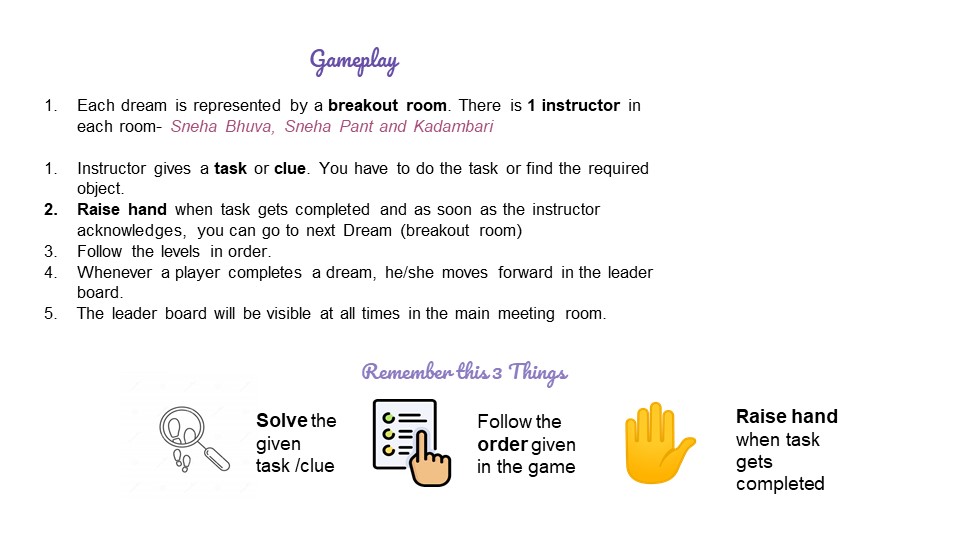 Gameplay
1. Each dream is represented by a breakout room. There is 1 instructor in
each room- Sneha Bhuva, Sneha Pant and Kadambari
1. Instructor gives a task or clue. You have to do the task or find the required
object.
2. Raise hand when task gets completed and as soon as the instructor
acknowledges, you can go to next Dream (breakout room)
3. Follow the levels in order.
4. Whenever a player completes a dream, he/she moves forward in the leader
board.
5. The leader board will be visible at all times in the main meeting room.
Remember this 3 Things
Solve the
given
task /clue
Follow the
order given
in the game
Raise hand
when task
gets
completed